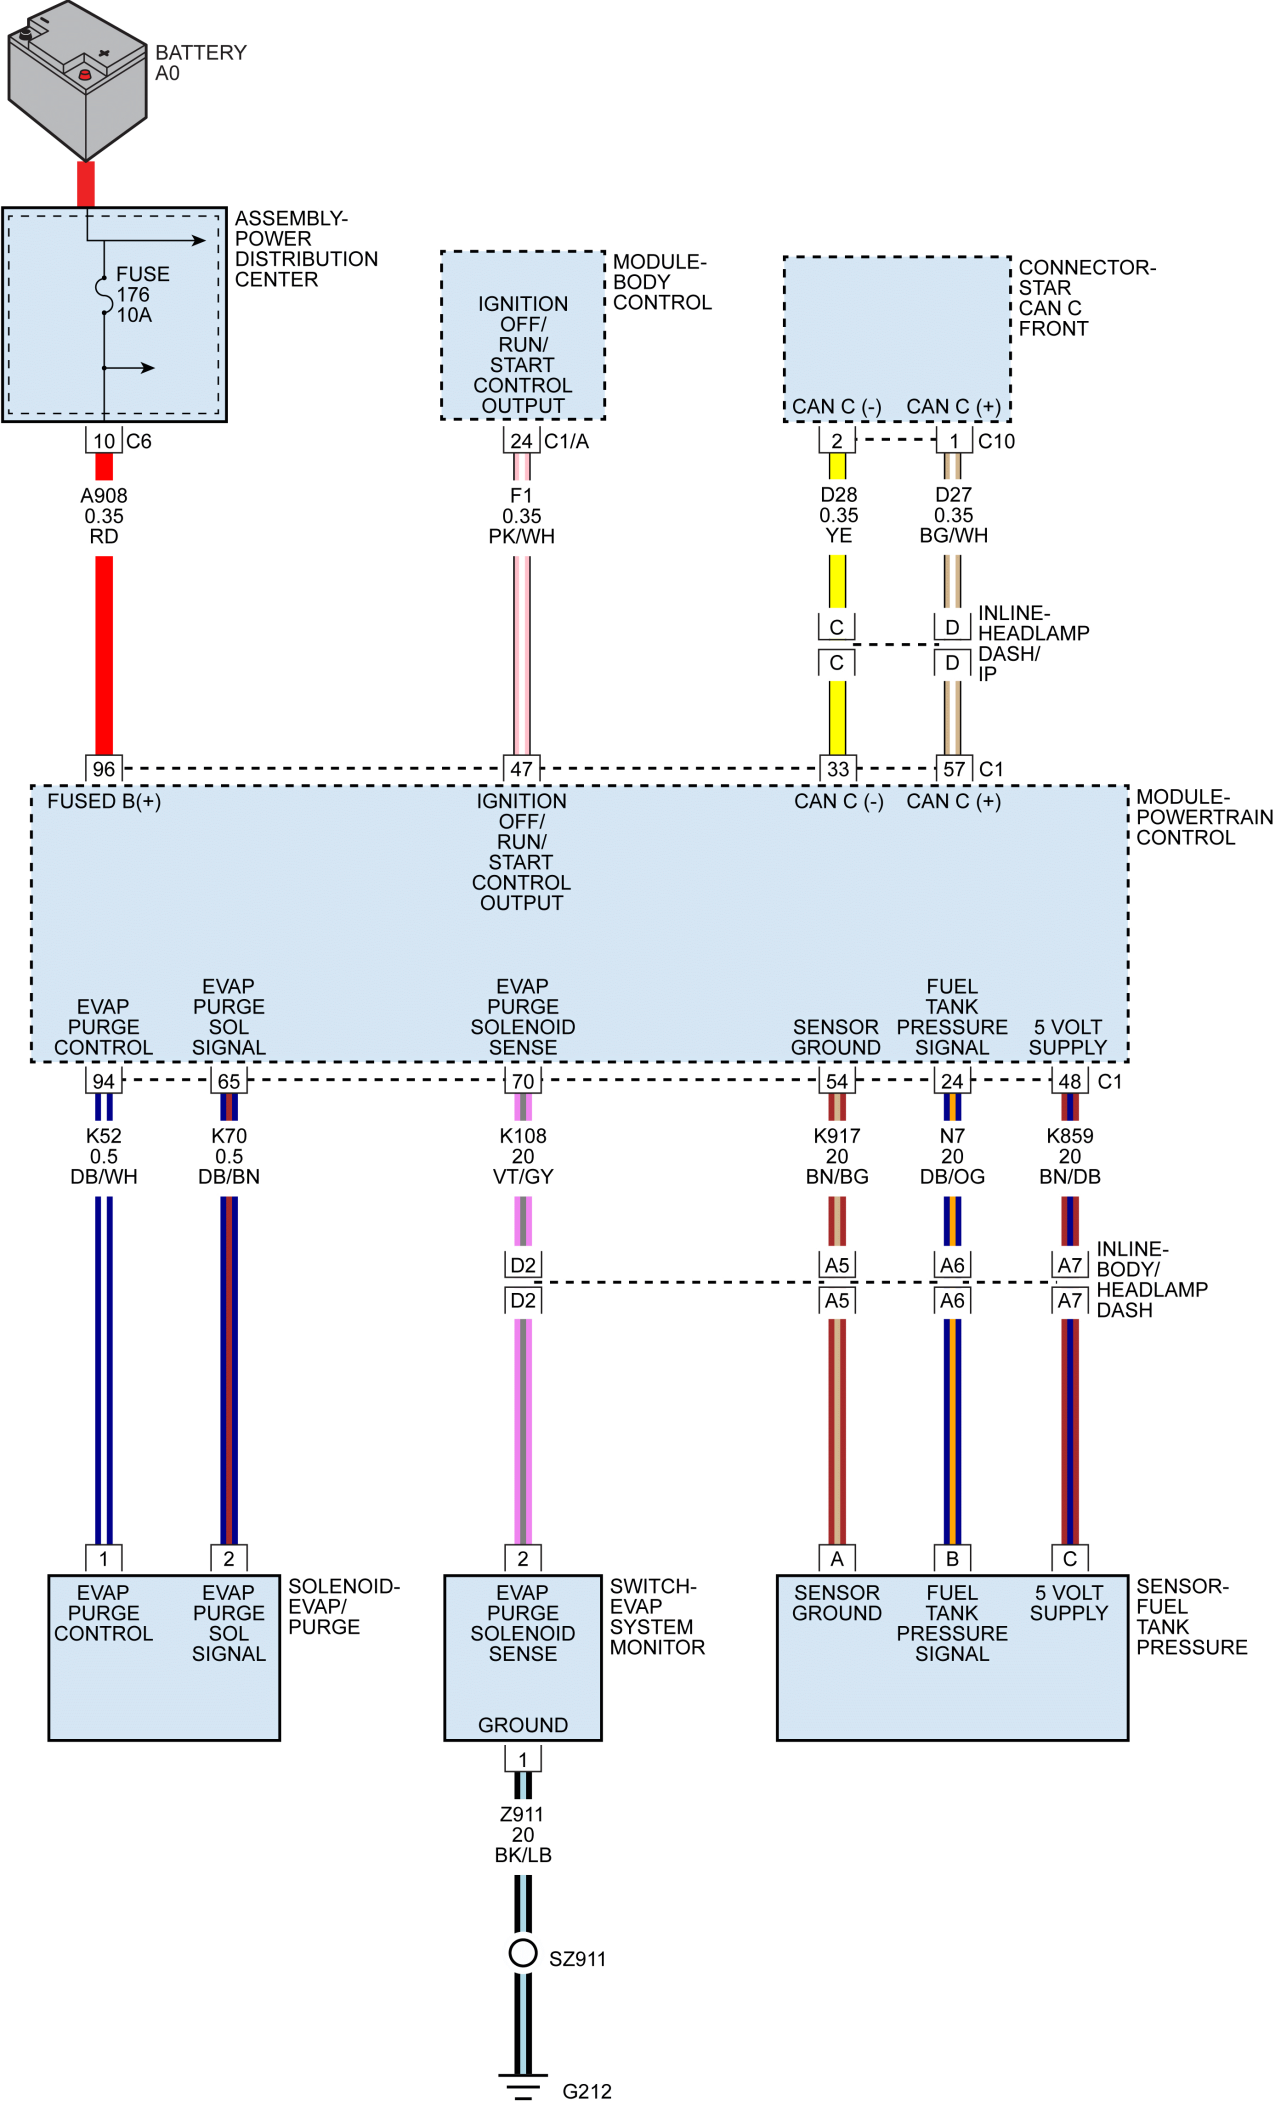 BATTERY
A0
ASSEMBLY-
POWER
DISTRIBUTION
CENTER
FUSE
176
10A
10 C6
A908
0.35
RD
MODULE-
BODY
CONTROL
IGNITION
OFF/
RUN/
START
CONTROL
OUTPUT
24 C1/A
F1
0.35
PK/WH
CONNECTOR-
STAR
CAN C
FRONT
CAN C (-) CAN C (+)
2 1 C10
D28
0.35
YE
D27
0.35
BG/WH
C D
C D
INLINE-
HEADLAMP
DASH/
IP
96 47 33 57 C1
MODULE-
POWERTRAIN
CONTROL
FUSED B(+)
IGNITION
OFF/
RUN/
START
CONTROL
OUTPUT
CAN C (-) CAN C (+)
EVAP
PURGE
CONTROL
EVAP
PURGE
SOL
SIGNAL
EVAP
PURGE
SOLENOID
SENSE
SENSOR
GROUND
FUEL
TANK
PRESSURE
SIGNAL
5 VOLT
SUPPLY
94 65 70 54 24 48 C1
K52
0.5
DB/WH
K70
0.5
DB/BN
K108
20
VT/GY
K917
20
BN/BG
N7
20
DB/OG
K859
20
BN/DB
D2 A5 A6 A7
D2 A5 A6 A7
INLINE-
BODY/
HEADLAMP
DASH
1 2 2 A B C
EVAP
PURGE
CONTROL
EVAP
PURGE
SOL
SIGNAL
SOLENOID-
EVAP/
PURGE
EVAP
PURGE
SOLENOID
SENSE
GROUND
SWITCH-
EVAP
SYSTEM
MONITOR
SENSOR
GROUND
FUEL
TANK
PRESSURE
SIGNAL
5 VOLT
SUPPLY
SENSOR-
FUEL
TANK
PRESSURE
1
Z911
20
BK/LB
SZ911
G212